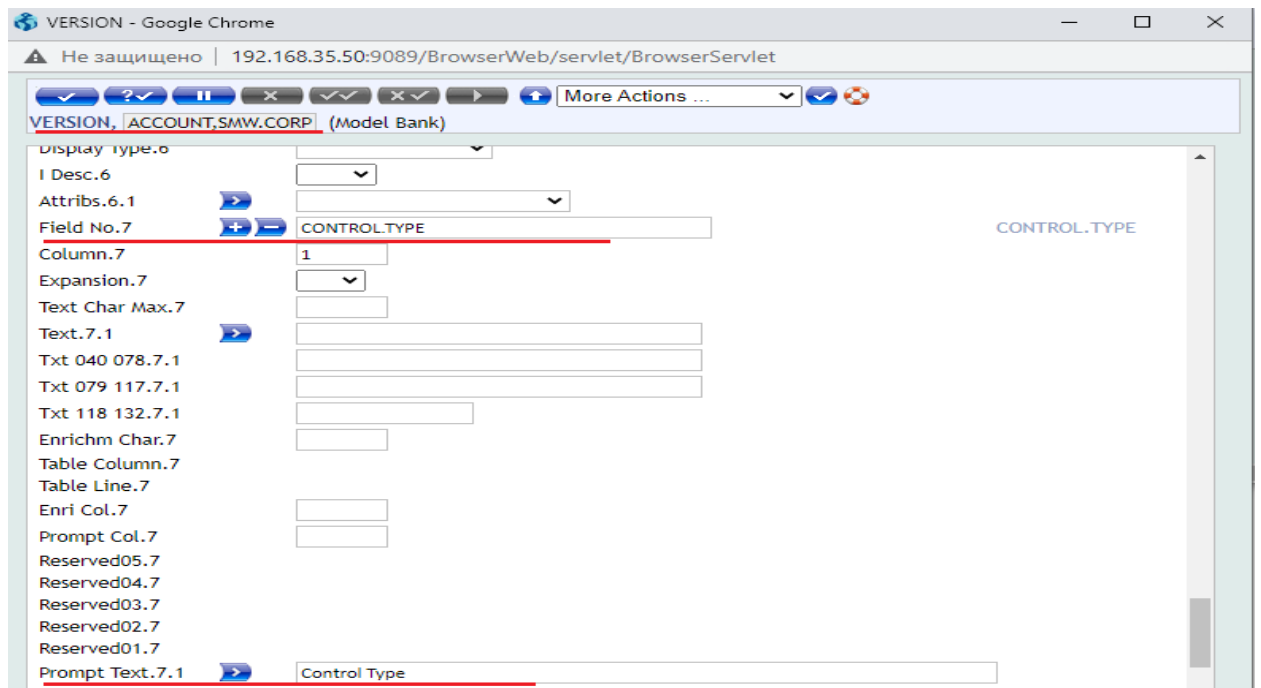 VERSION - Google Chrome
Не защищено | 192.168.35.50:9089/BrowserWeb/servlet/BrowserServlet
More Actions ...
VERSION, ACCOUNT,SMW.CORP (Model Bank)
Display Type.6
I Desc.6
Attribs.6.1
Field No.7 CONTROL.TYPE CONTROL.TYPE
Column.7 1
Expansion.7
Text Char Max.7
Text.7.1
Txt 040 078.7.1
Txt 079 117.7.1
Txt 118 132.7.1
Enrichm Char.7
Table Column.7
Table Line.7
Enri Col.7
Prompt Col.7
Reserved05.7
Reserved04.7
Reserved03.7
Reserved02.7
Reserved01.7
Prompt Text.7.1 Control Type